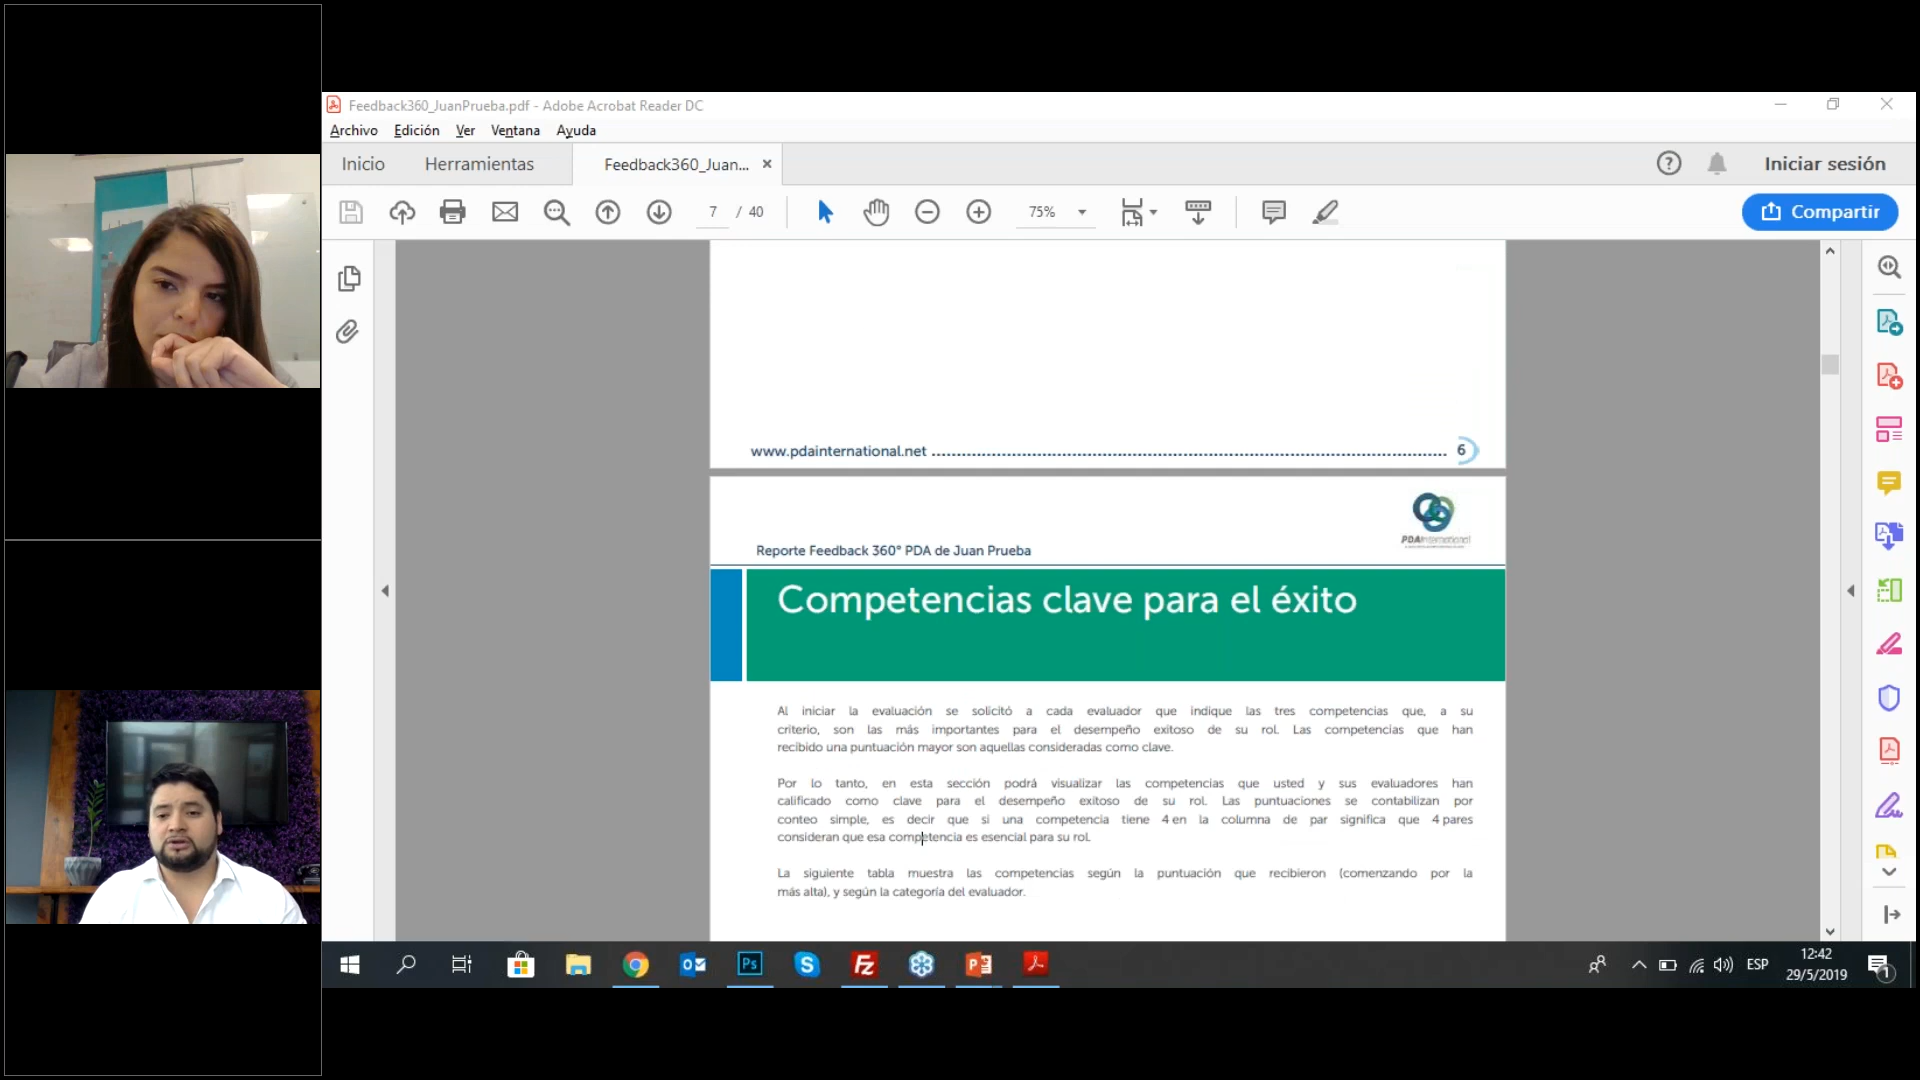 Feedback360_JuanPrueba.pdf - Adobe Acrobat Reader DC
Archivo Edición Ver Ventana Ayuda
Inicio Herramientas Feedback360_Juan... Iniciar sesión
7 / 40 75% Compartir
www.pdainternational.net 6
PDA International
Reporte Feedback 360° PDA de Juan Prueba
Competencias clave para el éxito
Al iniciar la evaluación se solicitó a cada evaluador que indique las tres competencias que, a su
criterio, son las más importantes para el desempeño exitoso de su rol. Las competencias que han
recibido una puntuación mayor son aquellas consideradas como clave.
Por lo tanto, en esta sección podrá visualizar las competencias que usted y sus evaluadores han
calificado como clave para el desempeño exitoso de su rol. Las puntuaciones se contabilizan por
conteo simple, es decir que si una competencia tiene 4 en la columna de par significa que 4 pares
consideran que esa competencia es esencial para su rol.
La siguiente tabla muestra las competencias según la puntuación que recibieron (comenzando por la
más alta), y según la categoría del evaluador.
ESP
12:42
29/5/2019
1